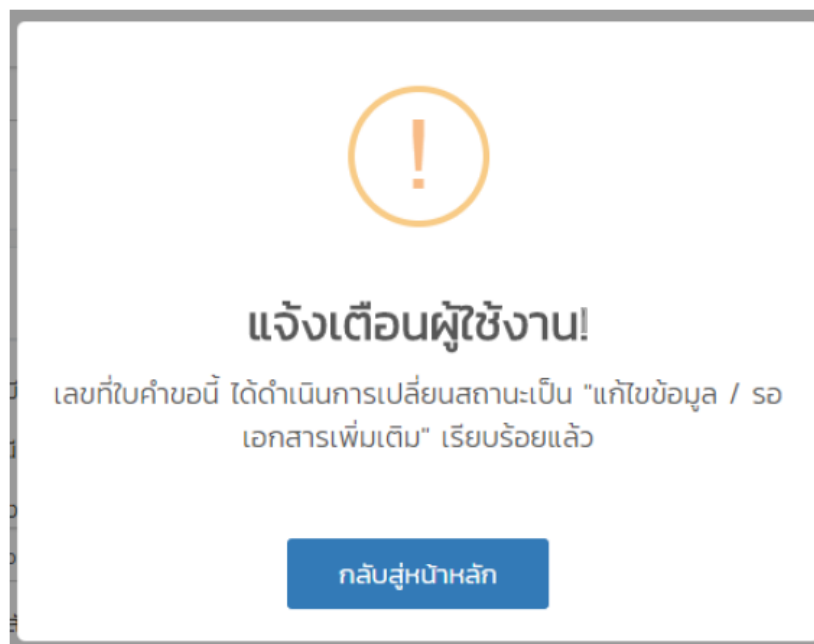 !
แจ้งเตือนผู้ใช้งาน!
เลขที่ใบคำขอนี้ ได้ดำเนินการเปลี่ยนสถานะเป็น "แก้ไขข้อมูล / รอ
เอกสารเพิ่มเติม" เรียบร้อยแล้ว
กลับสู่หน้าหลัก